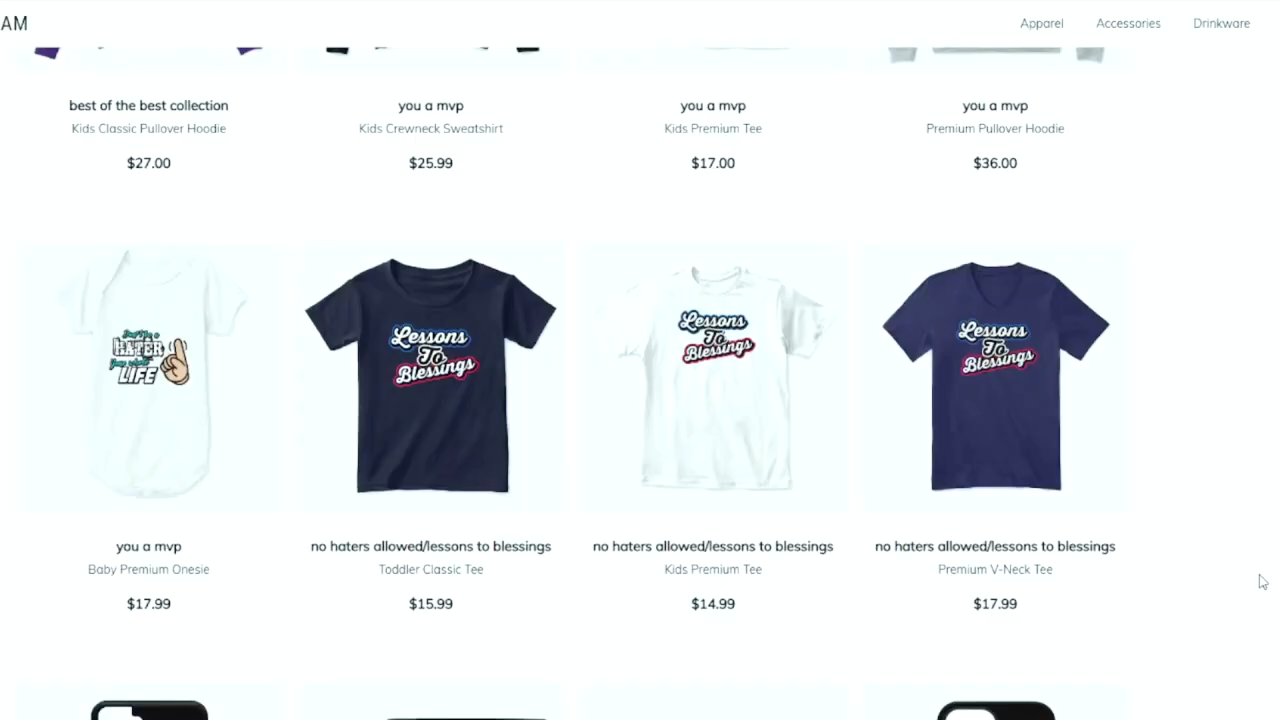 AM
Apparel Accessories Drinkware
best of the best collection
Kids Classic Pullover Hoodie
$27.00
you a mvp
Kids Crewneck Sweatshirt
$25.99
you a mvp
Kids Premium Tee
$17.00
you a mvp
Premium Pullover Hoodie
$36.00
HATER
LIFE
Lessons
To
Blessings
Lessons
To
Blessings
Lessons
To
Blessings
you a mvp
Baby Premium Onesie
$17.99
no haters allowed/lessons to blessings
Toddler Classic Tee
$15.99
no haters allowed/lessons to blessings
Kids Premium Tee
$14.99
no haters allowed/lessons to blessings
Premium V-Neck Tee
$17.99